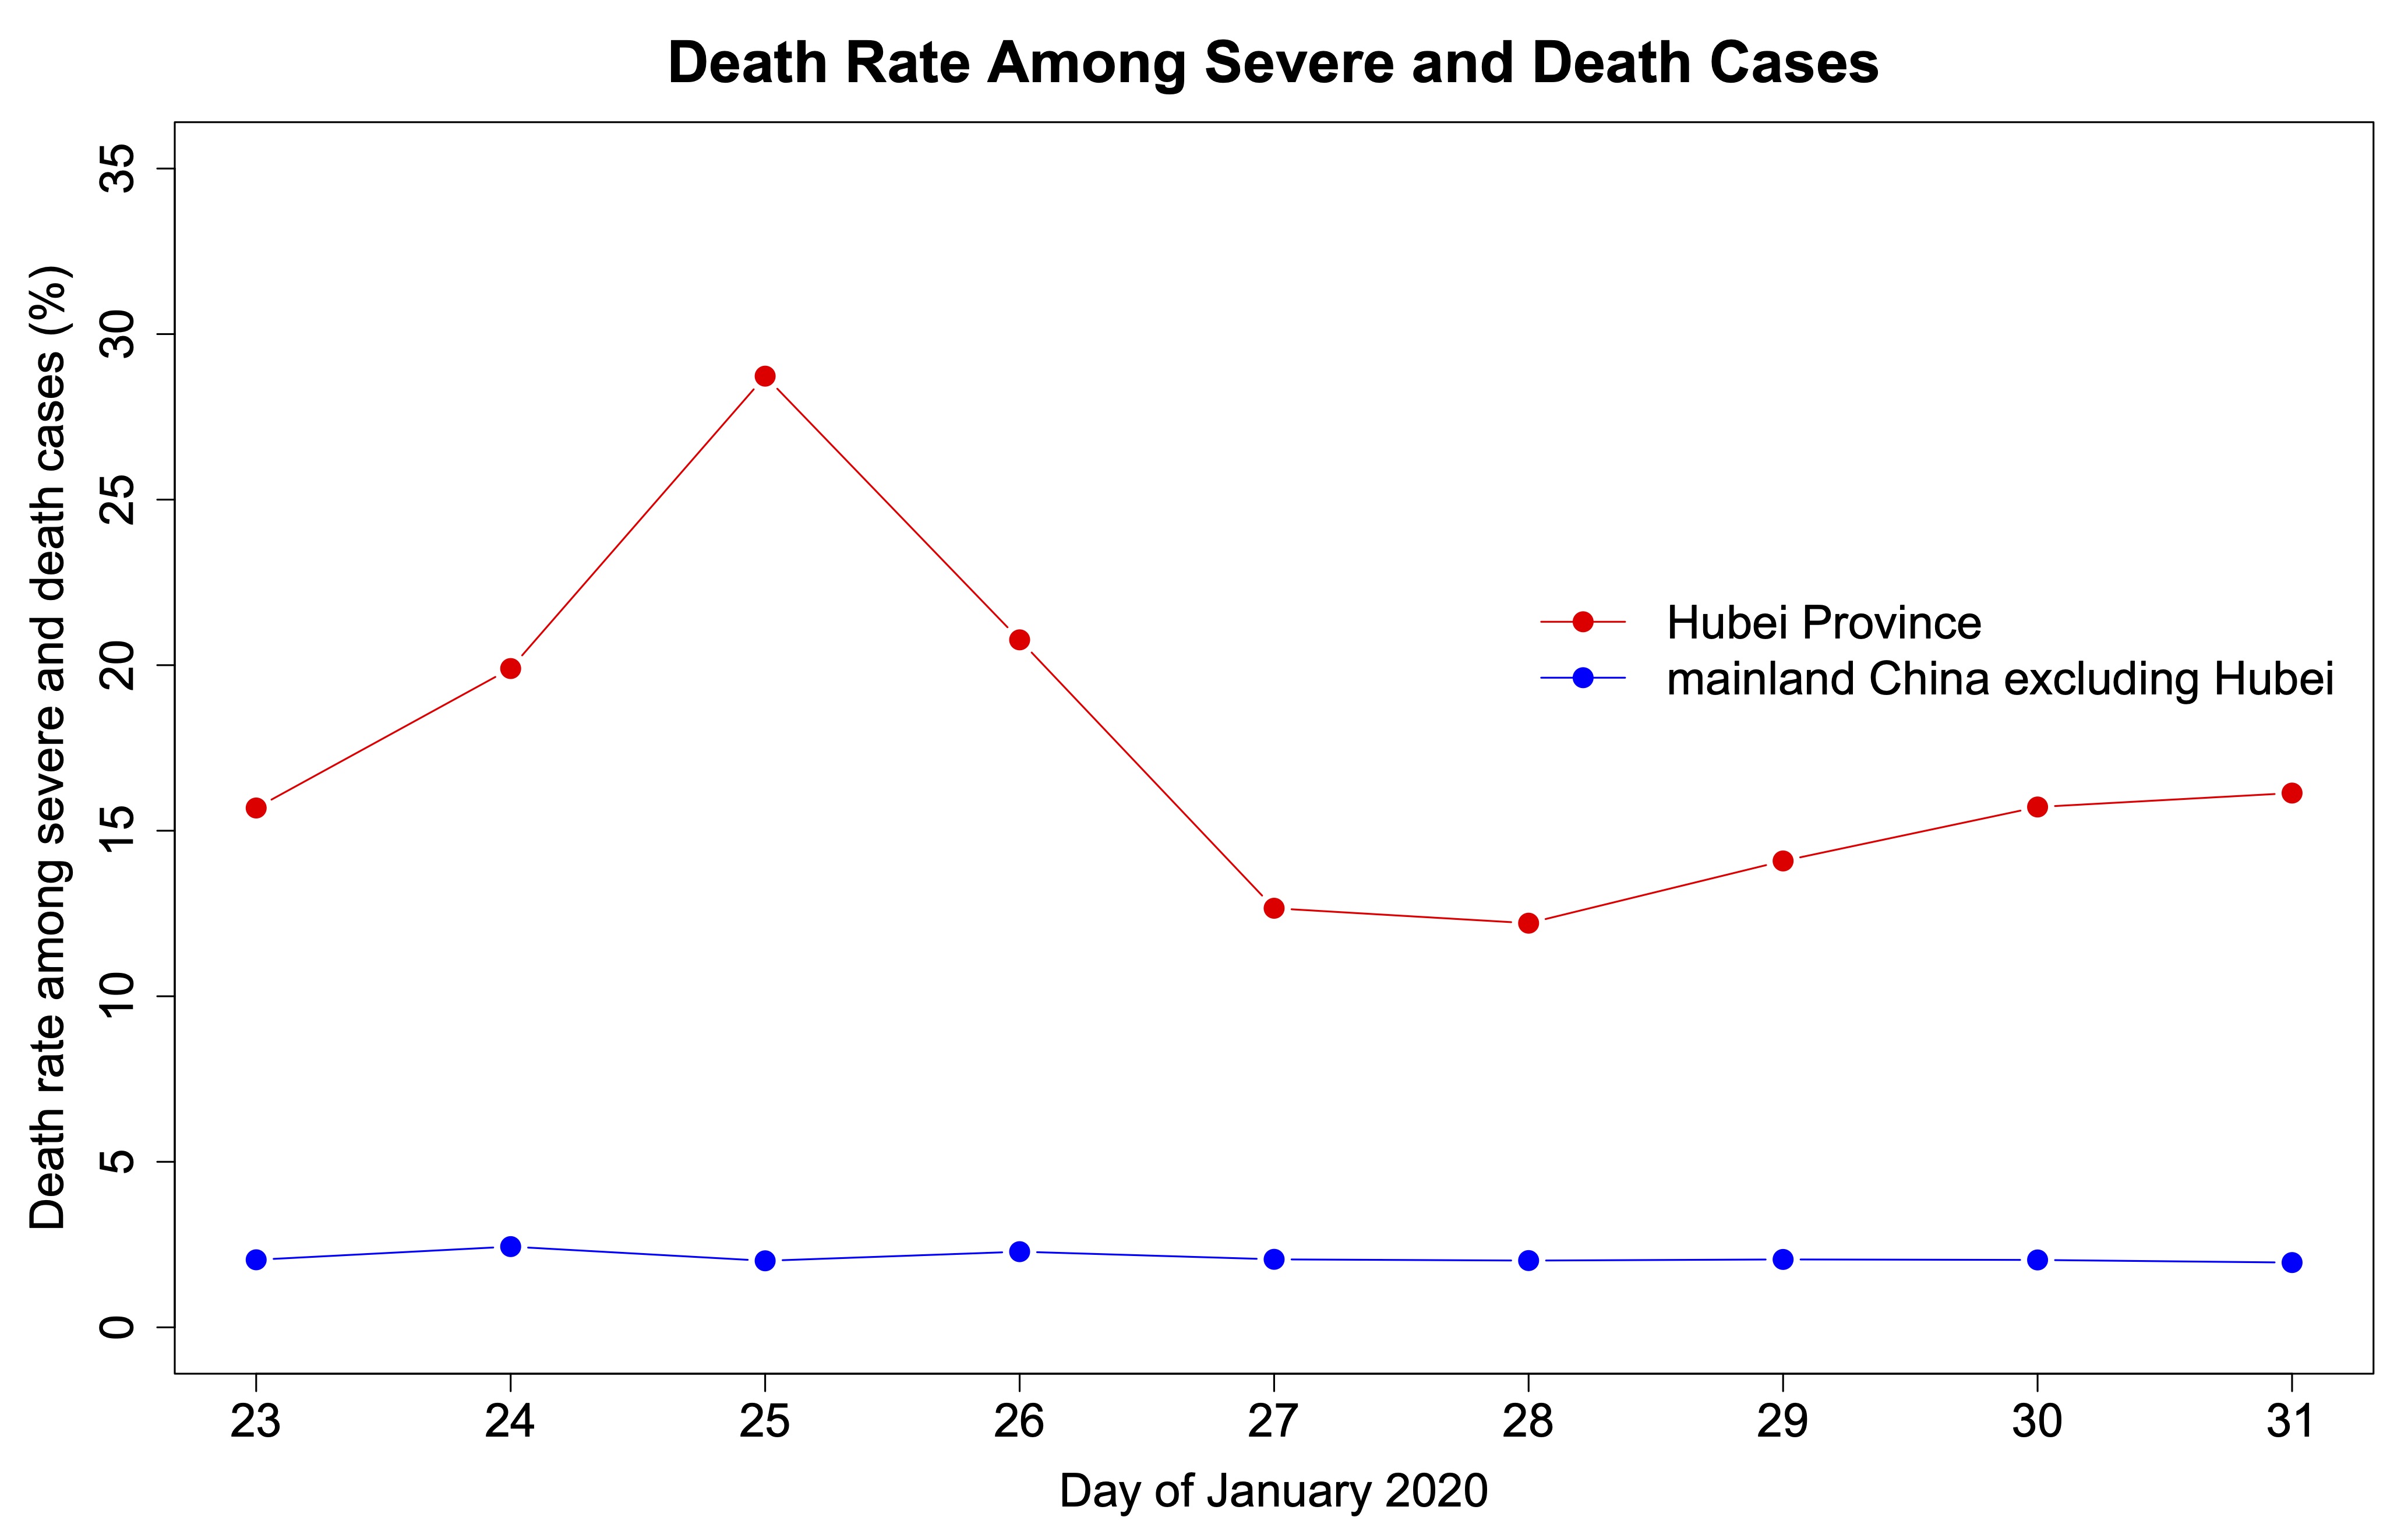 Death Rate Among Severe and Death Cases
Death rate among severe and death cases (%)
35
30
25
20
15
10
5
0
Hubei Province
mainland China excluding Hubei
23 24 25 26 27 28 29 30 31
Day of January 2020